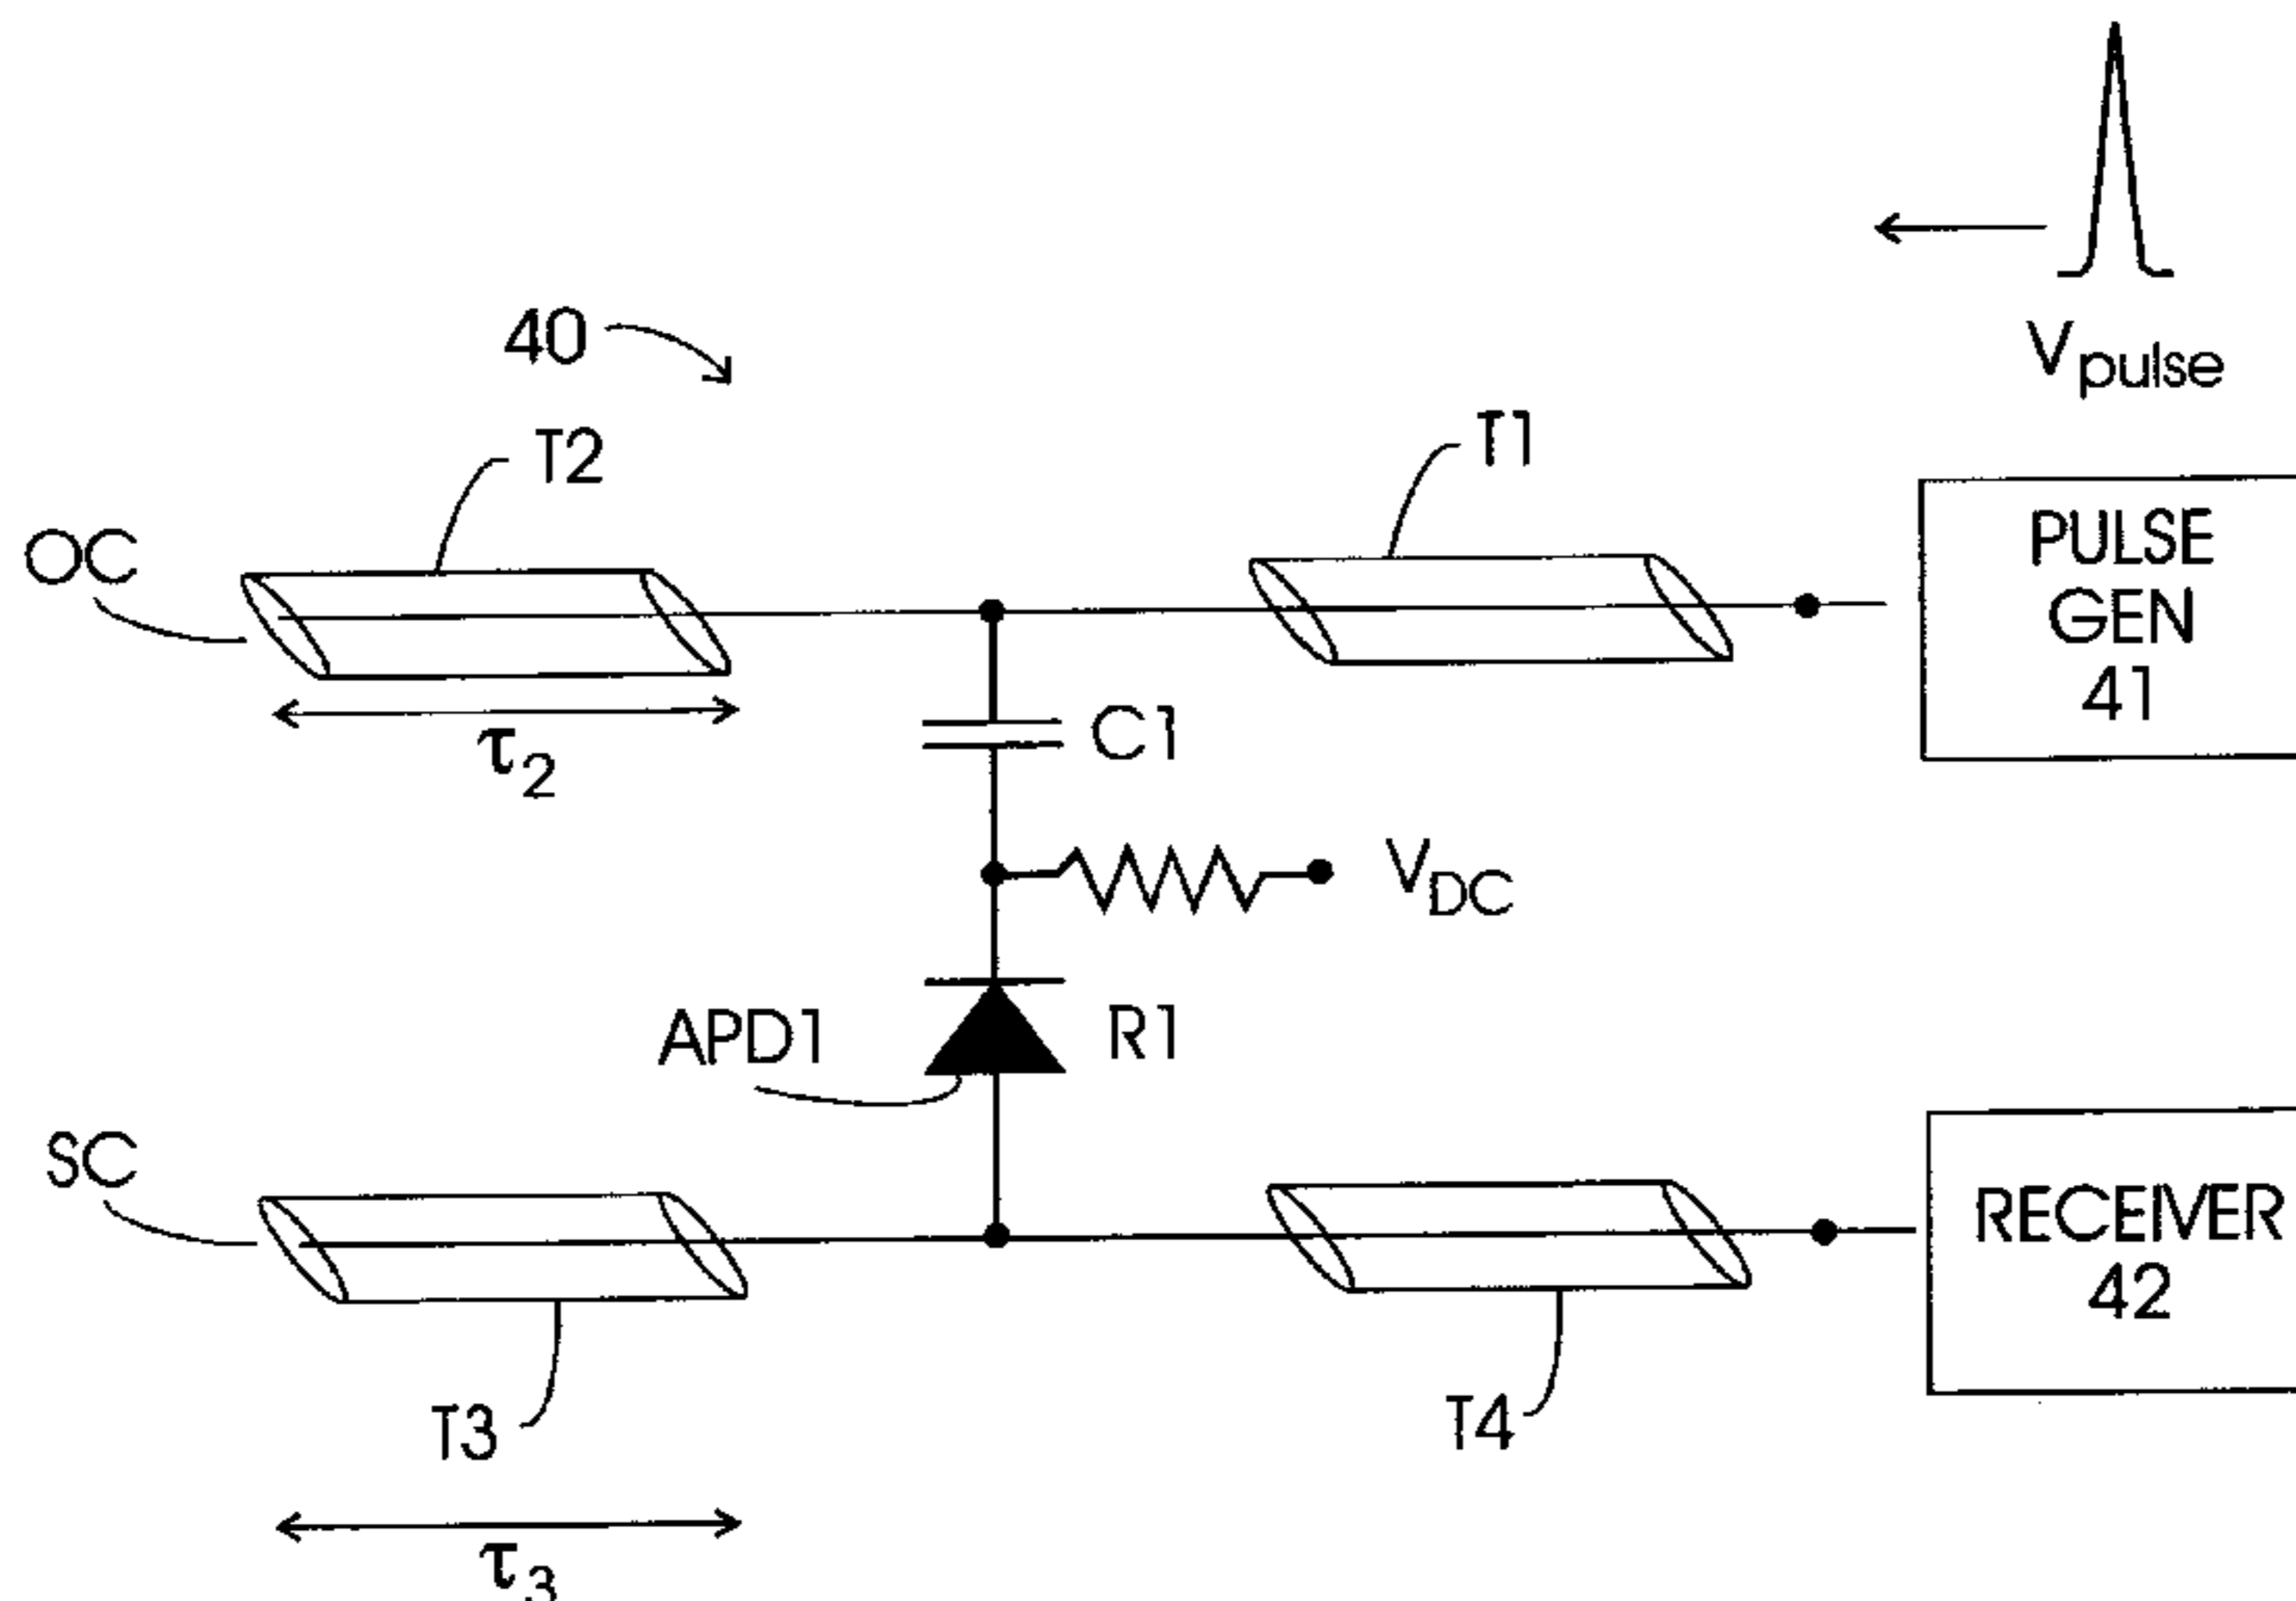 Vpulse
40
T2
T1
OC
PULSE
GEN
41
τ2
C1
VDC
APD1
R1
SC
RECEIVER
42
T3
T4
τ3